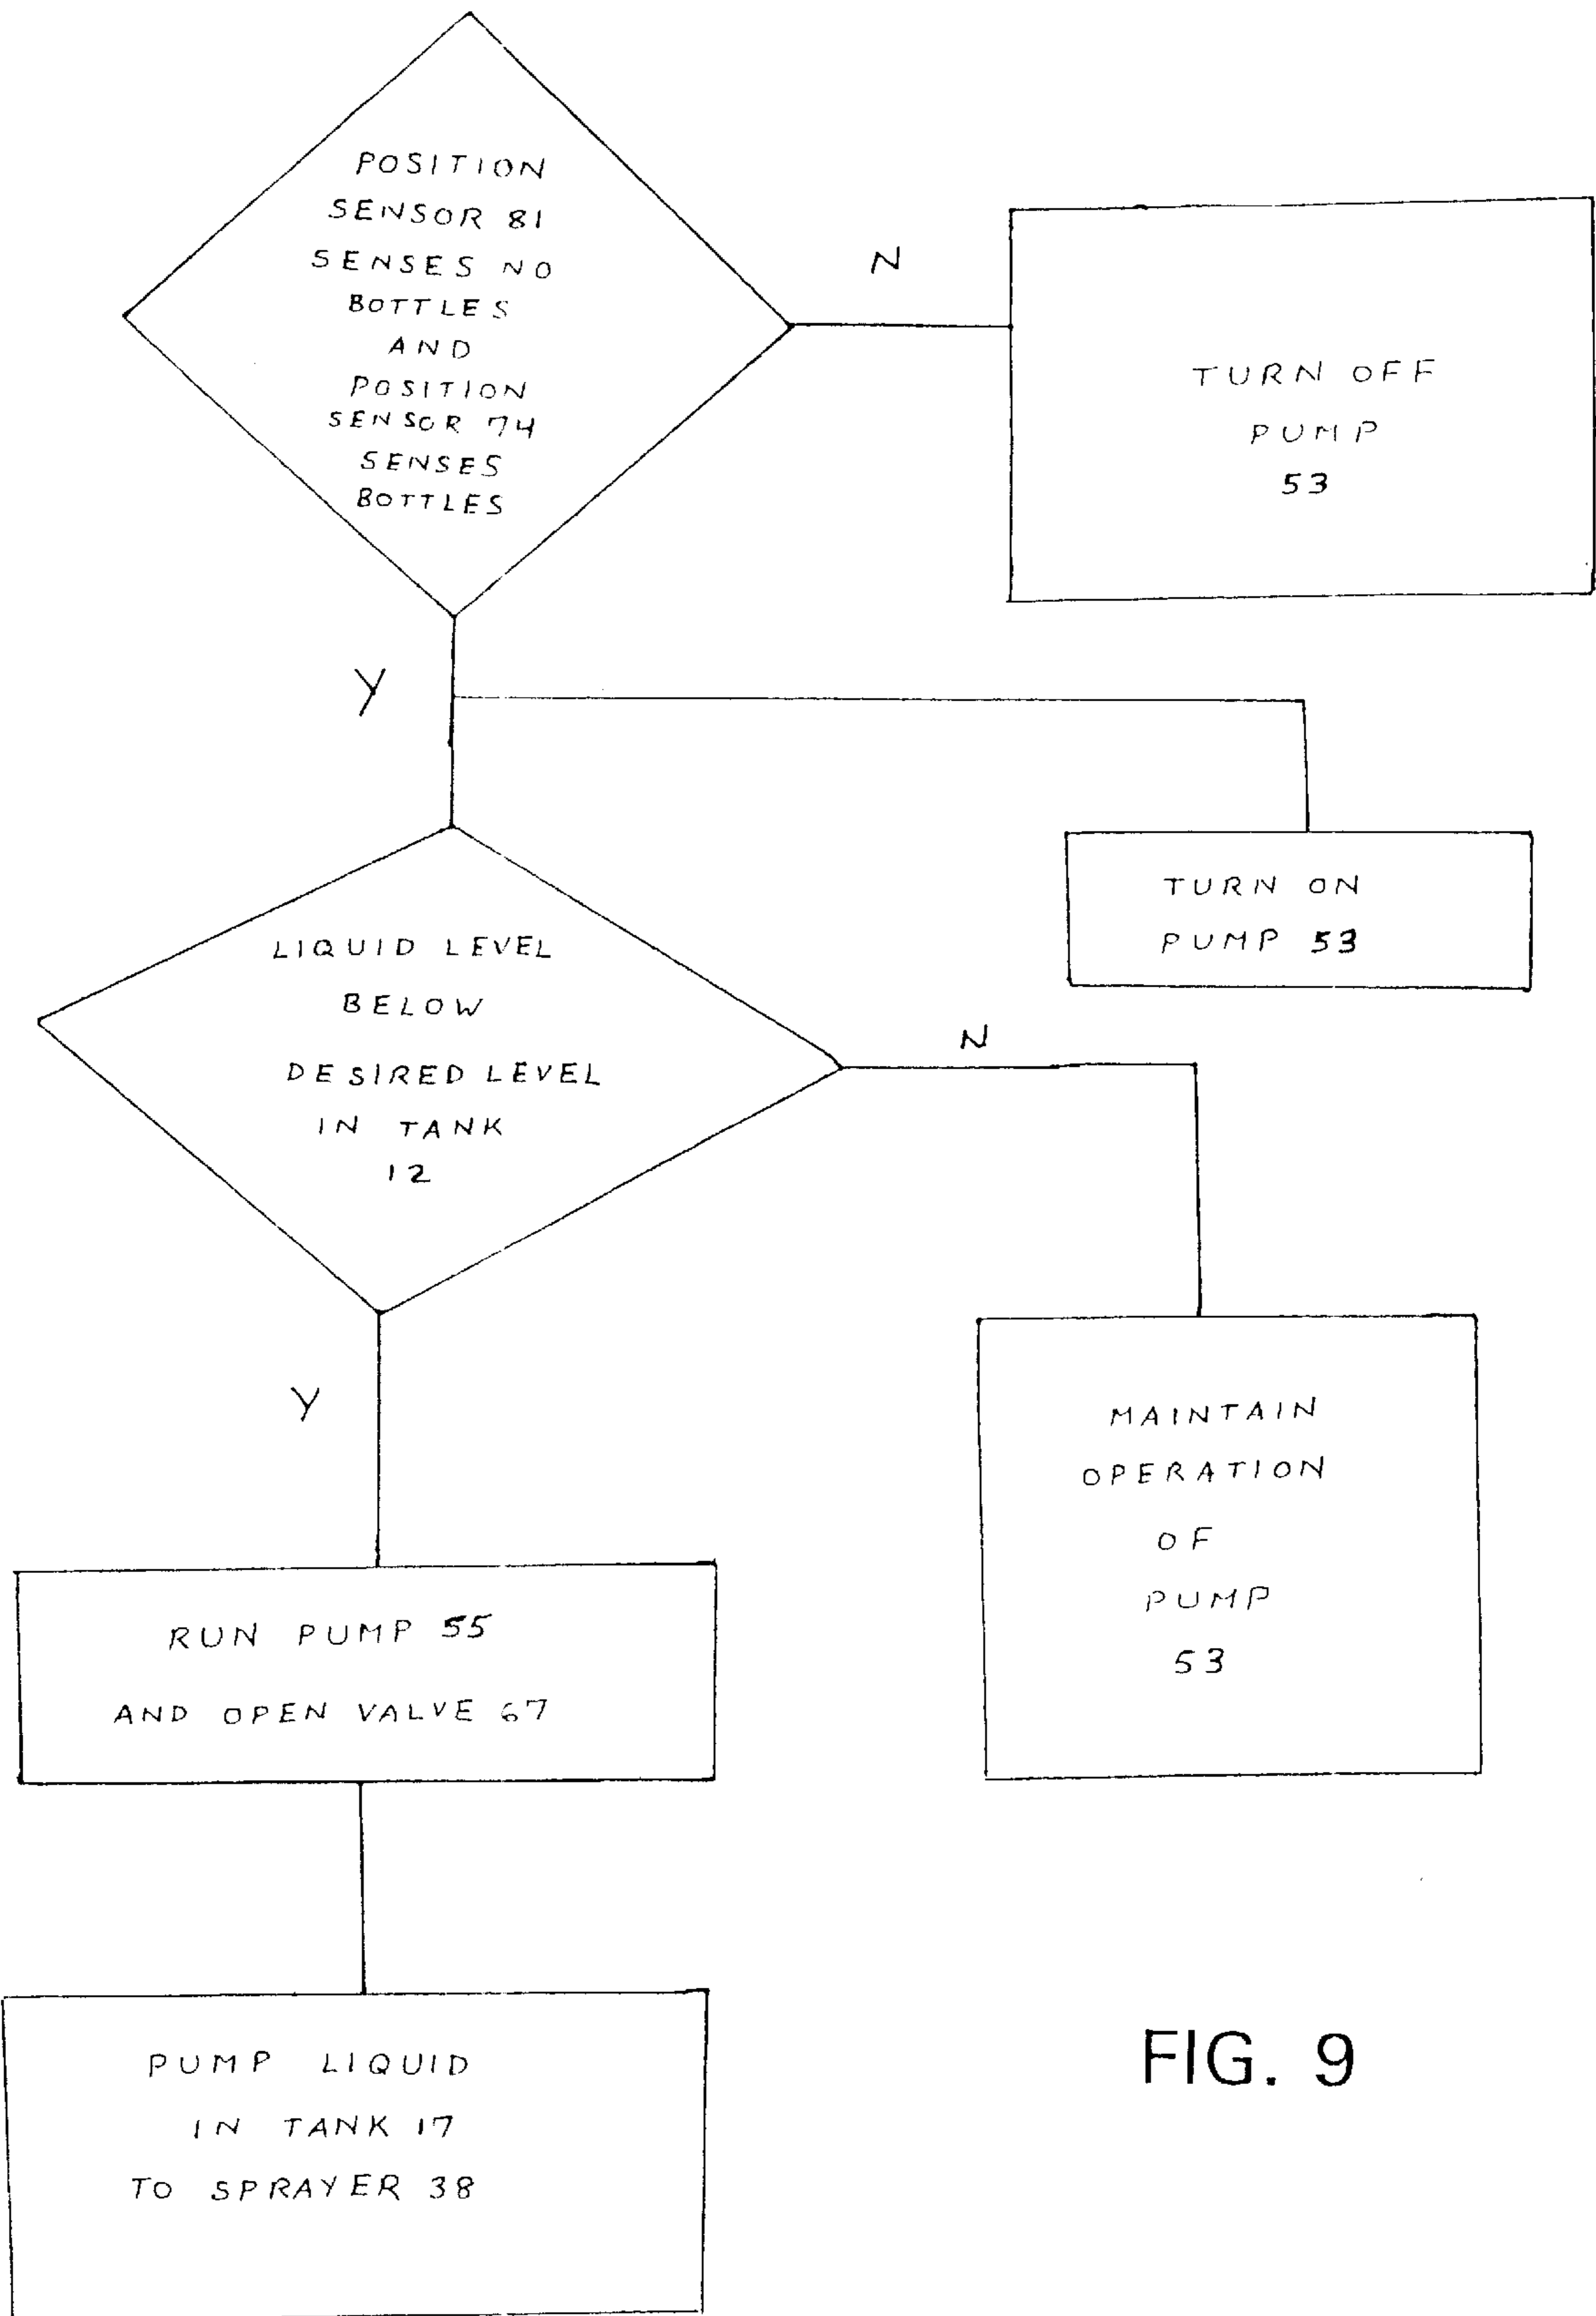 POSITION
SENSOR 81
SENSES NO
BOTTLES
AND
POSITION
SENSOR 74
SENSES
BOTTLES
N
TURN OFF
PUMP
53
Y
TURN ON
PUMP 53
LIQUID LEVEL
BELOW
DESIRED LEVEL
IN TANK
12
N
Y
MAINTAIN
OPERATION
OF
PUMP
53
RUN PUMP 55
AND OPEN VALVE 67
PUMP LIQUID
IN TANK 17
TO SPRAYER 38
FIG. 9